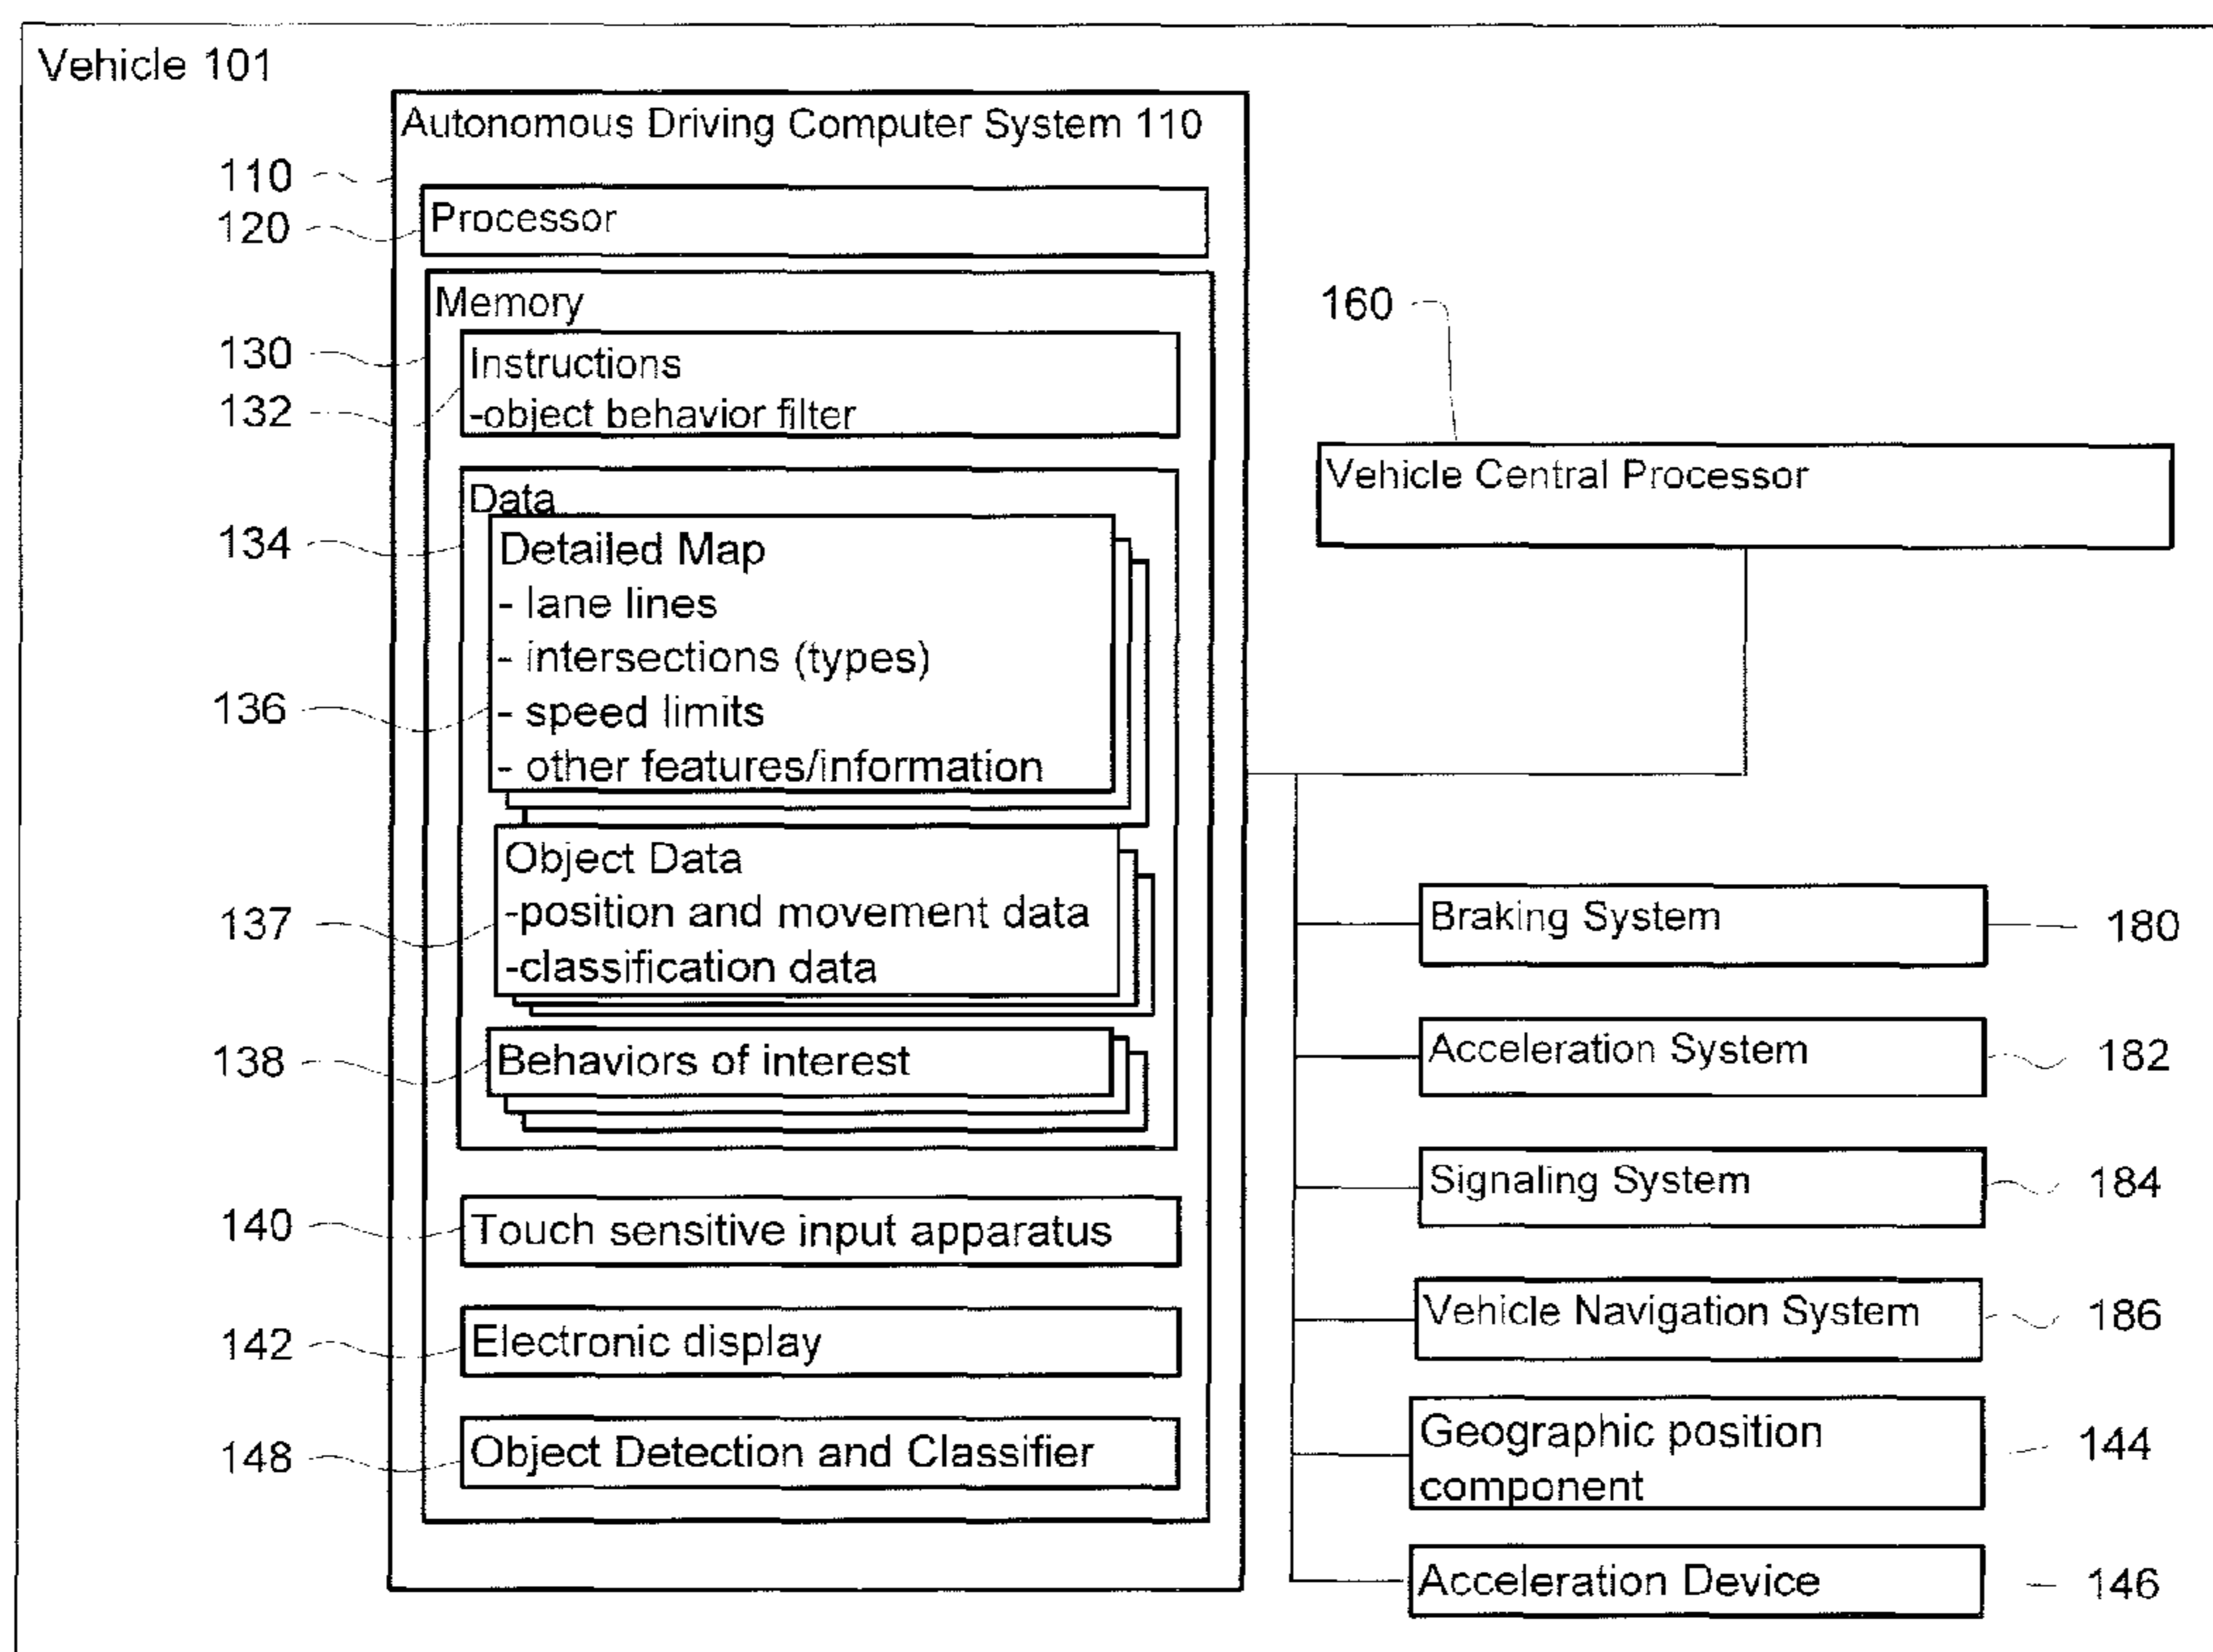 Vehicle 101
Autonomous Driving Computer System 110
110
Processor
120
Memory
130
Instructions
-object behavior filter
132
Data
134
Detailed Map
- lane lines
- intersections (types)
- speed limits
- other features/information
136
Object Data
-position and movement data
-classification data
137
Behaviors of interest
138
Touch sensitive input apparatus
140
Electronic display
142
Object Detection and Classifier
148
160
Vehicle Central Processor
Braking System
180
Acceleration System
182
Signaling System
184
Vehicle Navigation System
186
Geographic position
component
144
Acceleration Device
146